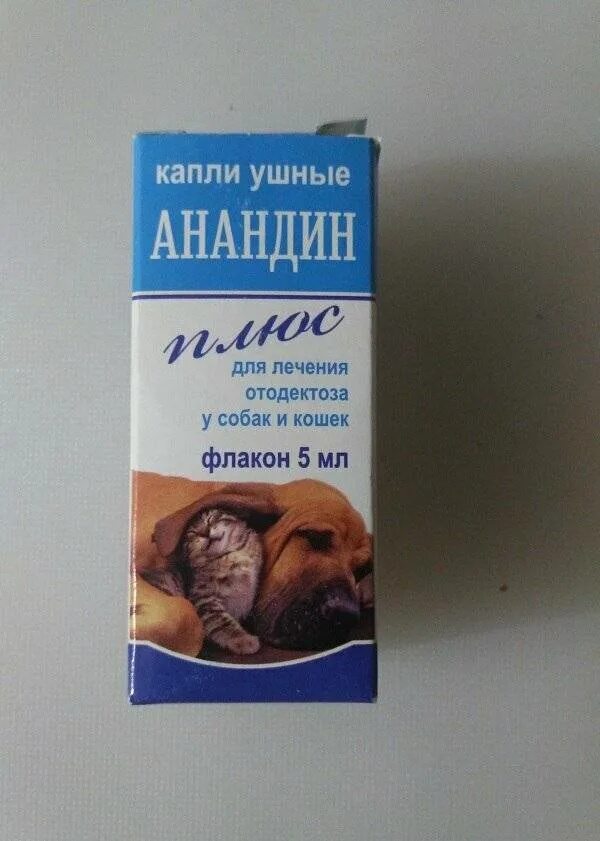 капли ушные
АНАНДИН
плюс
для лечения
отодектоза
у собак и кошек
флакон 5 мл